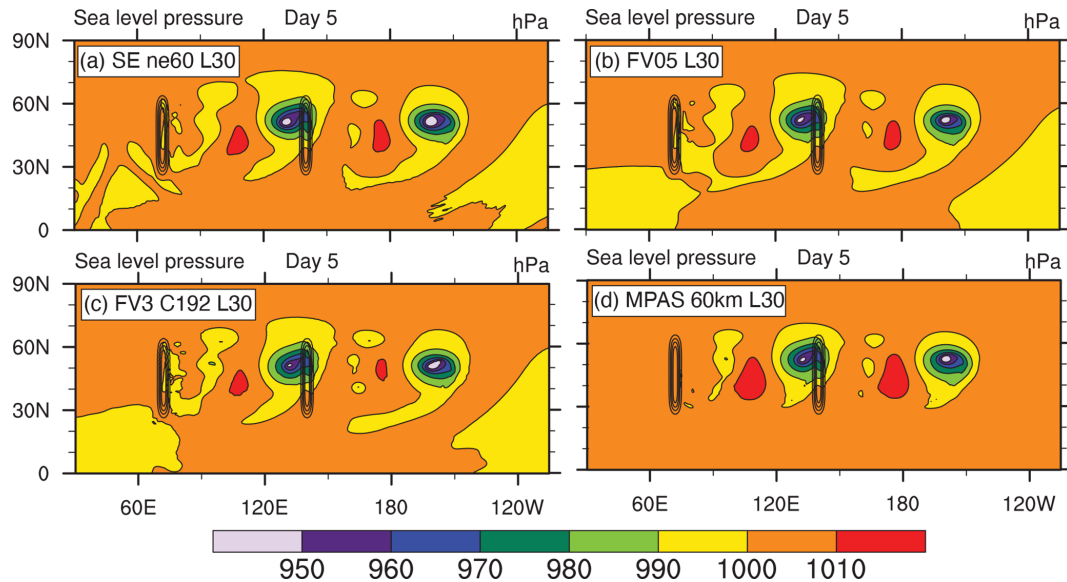 Sea level pressure Day 5 hPa
Sea level pressure Day 5 hPa
90N
(a) SE ne60 L30
(b) FV05 L30
60N
30N
0
Sea level pressure Day 5 hPa
Sea level pressure Day 5 hPa
90N
(c) FV3 C192 L30
(d) MPAS 60km L30
60N
30N
0
60E 120E 180 120W
60E 120E 180 120W
950 960 970 980 990 1000 1010